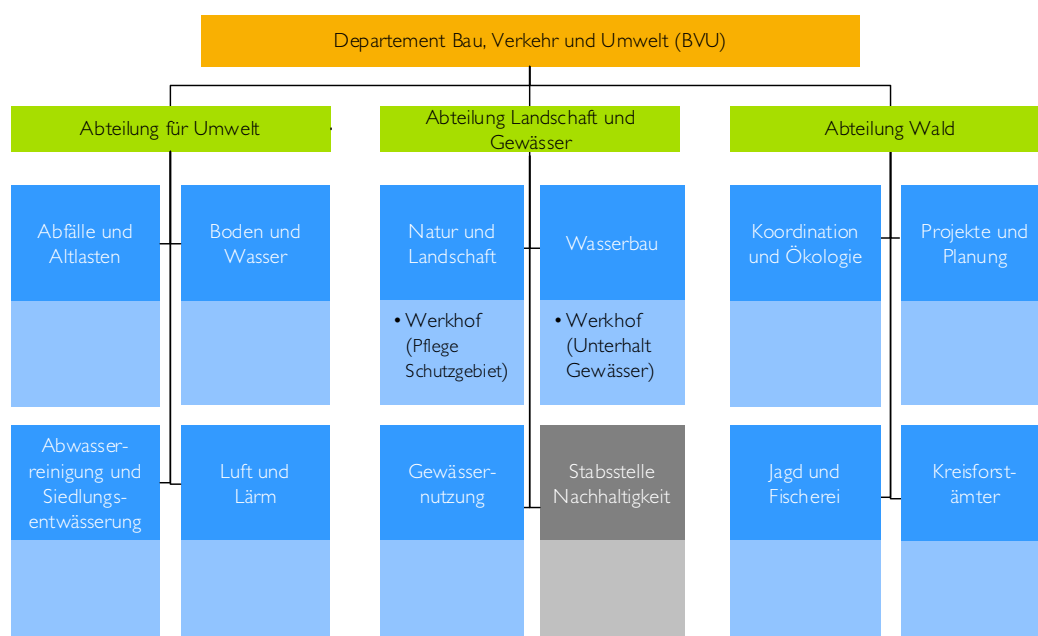 Departement Bau, Verkehr und Umwelt (BVU)
Abteilung für Umwelt
Abteilung Landschaft und
Gewässer
Abteilung Wald
Abfälle und
Altlasten
Boden und
Wasser
Natur und
Landschaft
Wasserbau
Koordination
und Ökologie
Projekte und
Planung
• Werkhof
(Pflege
Schutzgebiet)
• Werkhof
(Unterhalt
Gewässer)
Abwasser-
reinigung und
Siedlungs-
entwässerung
Luft und
Lärm
Gewässer-
nutzung
Stabsstelle
Nachhaltigkeit
Jagd und
Fischerei
Kreisforst-
ämter